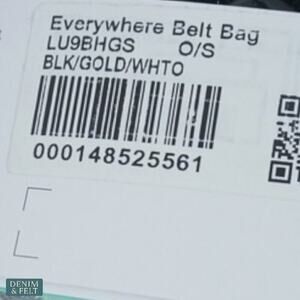 Everywhere Belt Bag
LU9BHGS O/S
BLK/GOLD/WHTO
000148525561
DENIM
& FELT